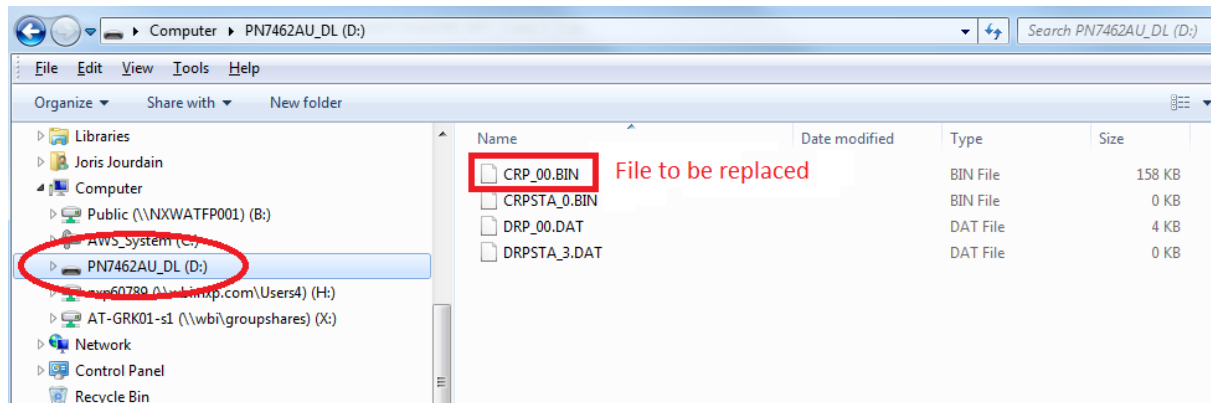 Computer PN7462AU_DL (D:)
Search PN7462AU_DL (D:)
File Edit View Tools Help
Organize Share with New folder
Libraries
Joris Jourdain
Computer
Public (\\NXWATFP001) (B:)
AWS_System (C:)
PN7462AU_DL (D:)
(H:)
AT-GRK01-s1 (\\wbi\groupshares) (X:)
Network
Control Panel
Recycle Bin
Name Date modified Type Size
CRP_00.BIN File to be replaced BIN File 158 KB
CRPSTA_0.BIN BIN File 0 KB
DRP_00.DAT DAT File 4 KB
DRPSTA_3.DAT DAT File 0 KB